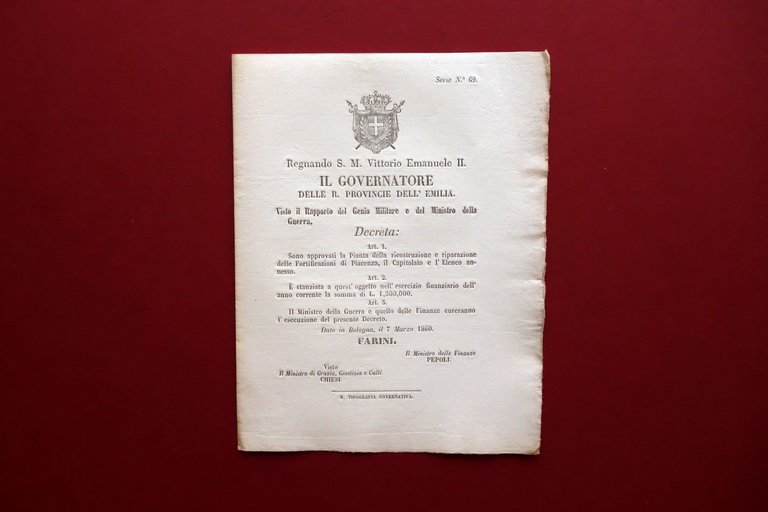 Serie N.° 69.
Regnando S. M. Vittorio Emanuele II.
IL GOVERNATORE
DELLE R. PROVINCIE DELL' EMILIA.
Visto il Rapporto del Genio Militare e del Ministro della
Guerra,
Decreta:
Art. 1.
Sono approvati la Pianta della ricostruzione e riparazione
delle Fortificazioni di Piacenza, il Capitolato e l' Elenco an-
nesso.
Art. 2.
È stanziata a quest' oggetto nell' esercizio finanziario dell'
anno corrente la somma di L. 1,500,000.
Art. 3.
Il Ministro della Guerra e quello delle Finanze cureranno
l' esecuzione del presente Decreto.
Dato in Bologna, il 7 Marzo 1860.
FARINI.
Il Ministro delle Finanze
PEPOLI.
Visto
Il Ministro di Grazia, Giustizia e Culti
CHIESI.
R. TIPOGRAFIA GOVERNATIVA.